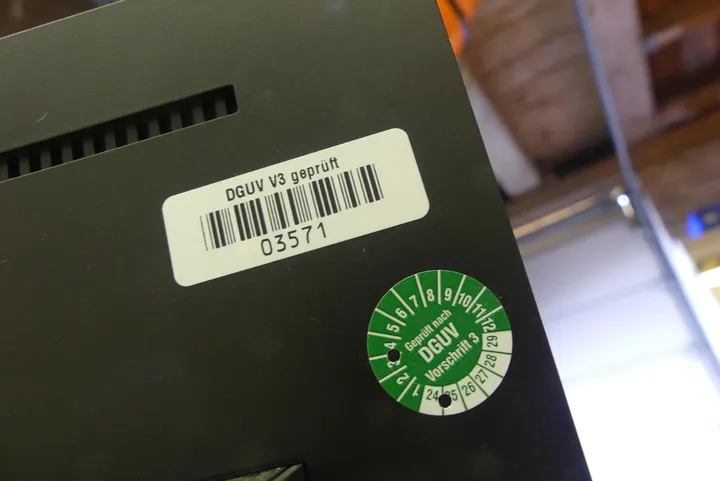 DGUV V3 geprüft
03571
1 2 3 4 5 6 7 8 9 10 11 12
Geprüft nach
DGUV
Vorschrift 3
24 25 26 27 28 29